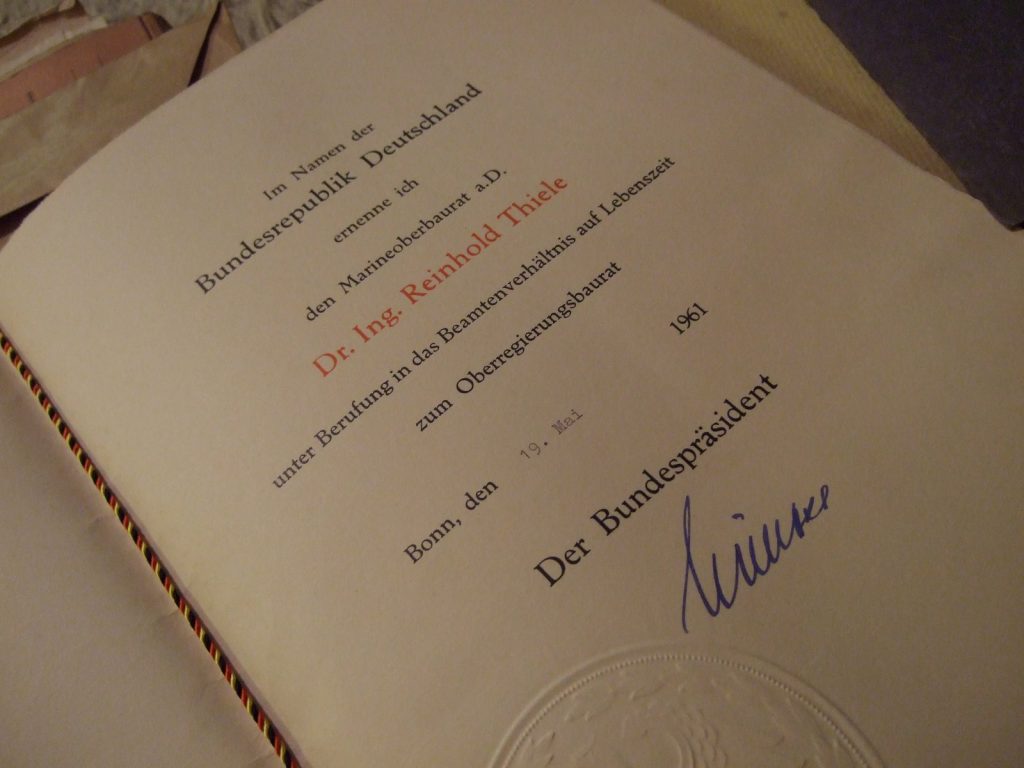 Im Namen der
Bundesrepublik Deutschland
ernenne ich
den Marineoberbaurat a.D.
Dr. Ing. Reinhold Thiele
unter Berufung in das Beamtenverhältnis auf Lebenszeit
zum Oberregierungsbaurat
Bonn, den 19. Mai 1961
Der Bundespräsident